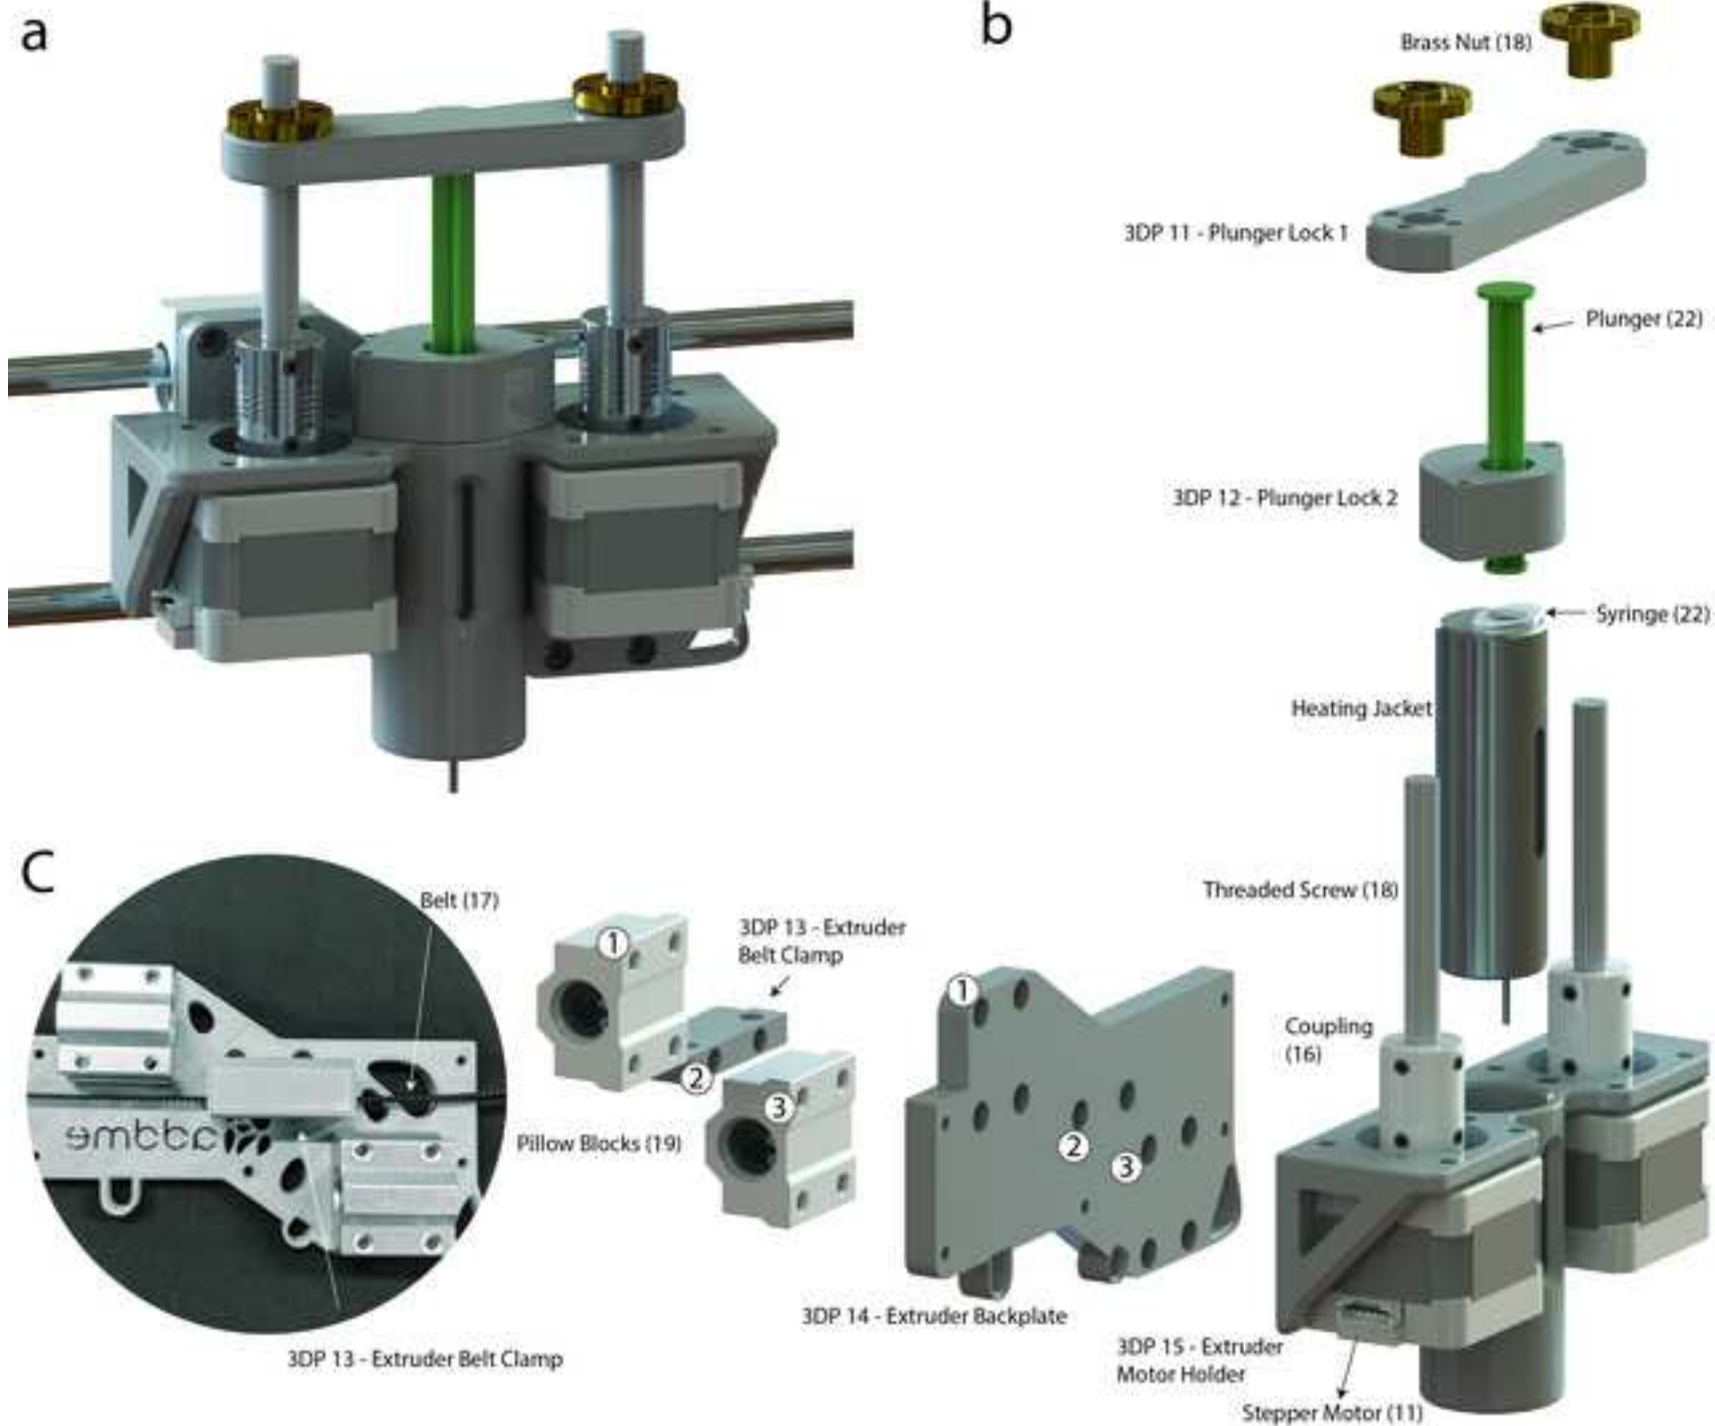 a
b
Brass Nut (18)
3DP 11 - Plunger Lock 1
Plunger (22)
3DP 12 - Plunger Lock 2
Syringe (22)
Heating Jacket
Threaded Screw (18)
Coupling
(16)
3DP 15 - Extruder
Motor Holder
Stepper Motor (11)
C
Belt (17)
addme
3DP 13 - Extruder Belt Clamp
3DP 13 - Extruder
Belt Clamp
1
2
3
Pillow Blocks (19)
1
2
3
3DP 14 - Extruder Backplate